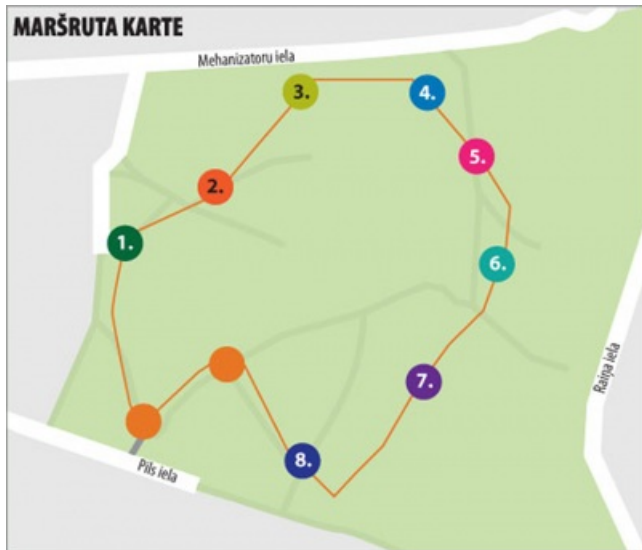 MARŠRUTA KARTE
Mehanizatoru iela
3.
4.
5.
2.
1.
6.
Raiņa iela
7.
8.
Pils iela